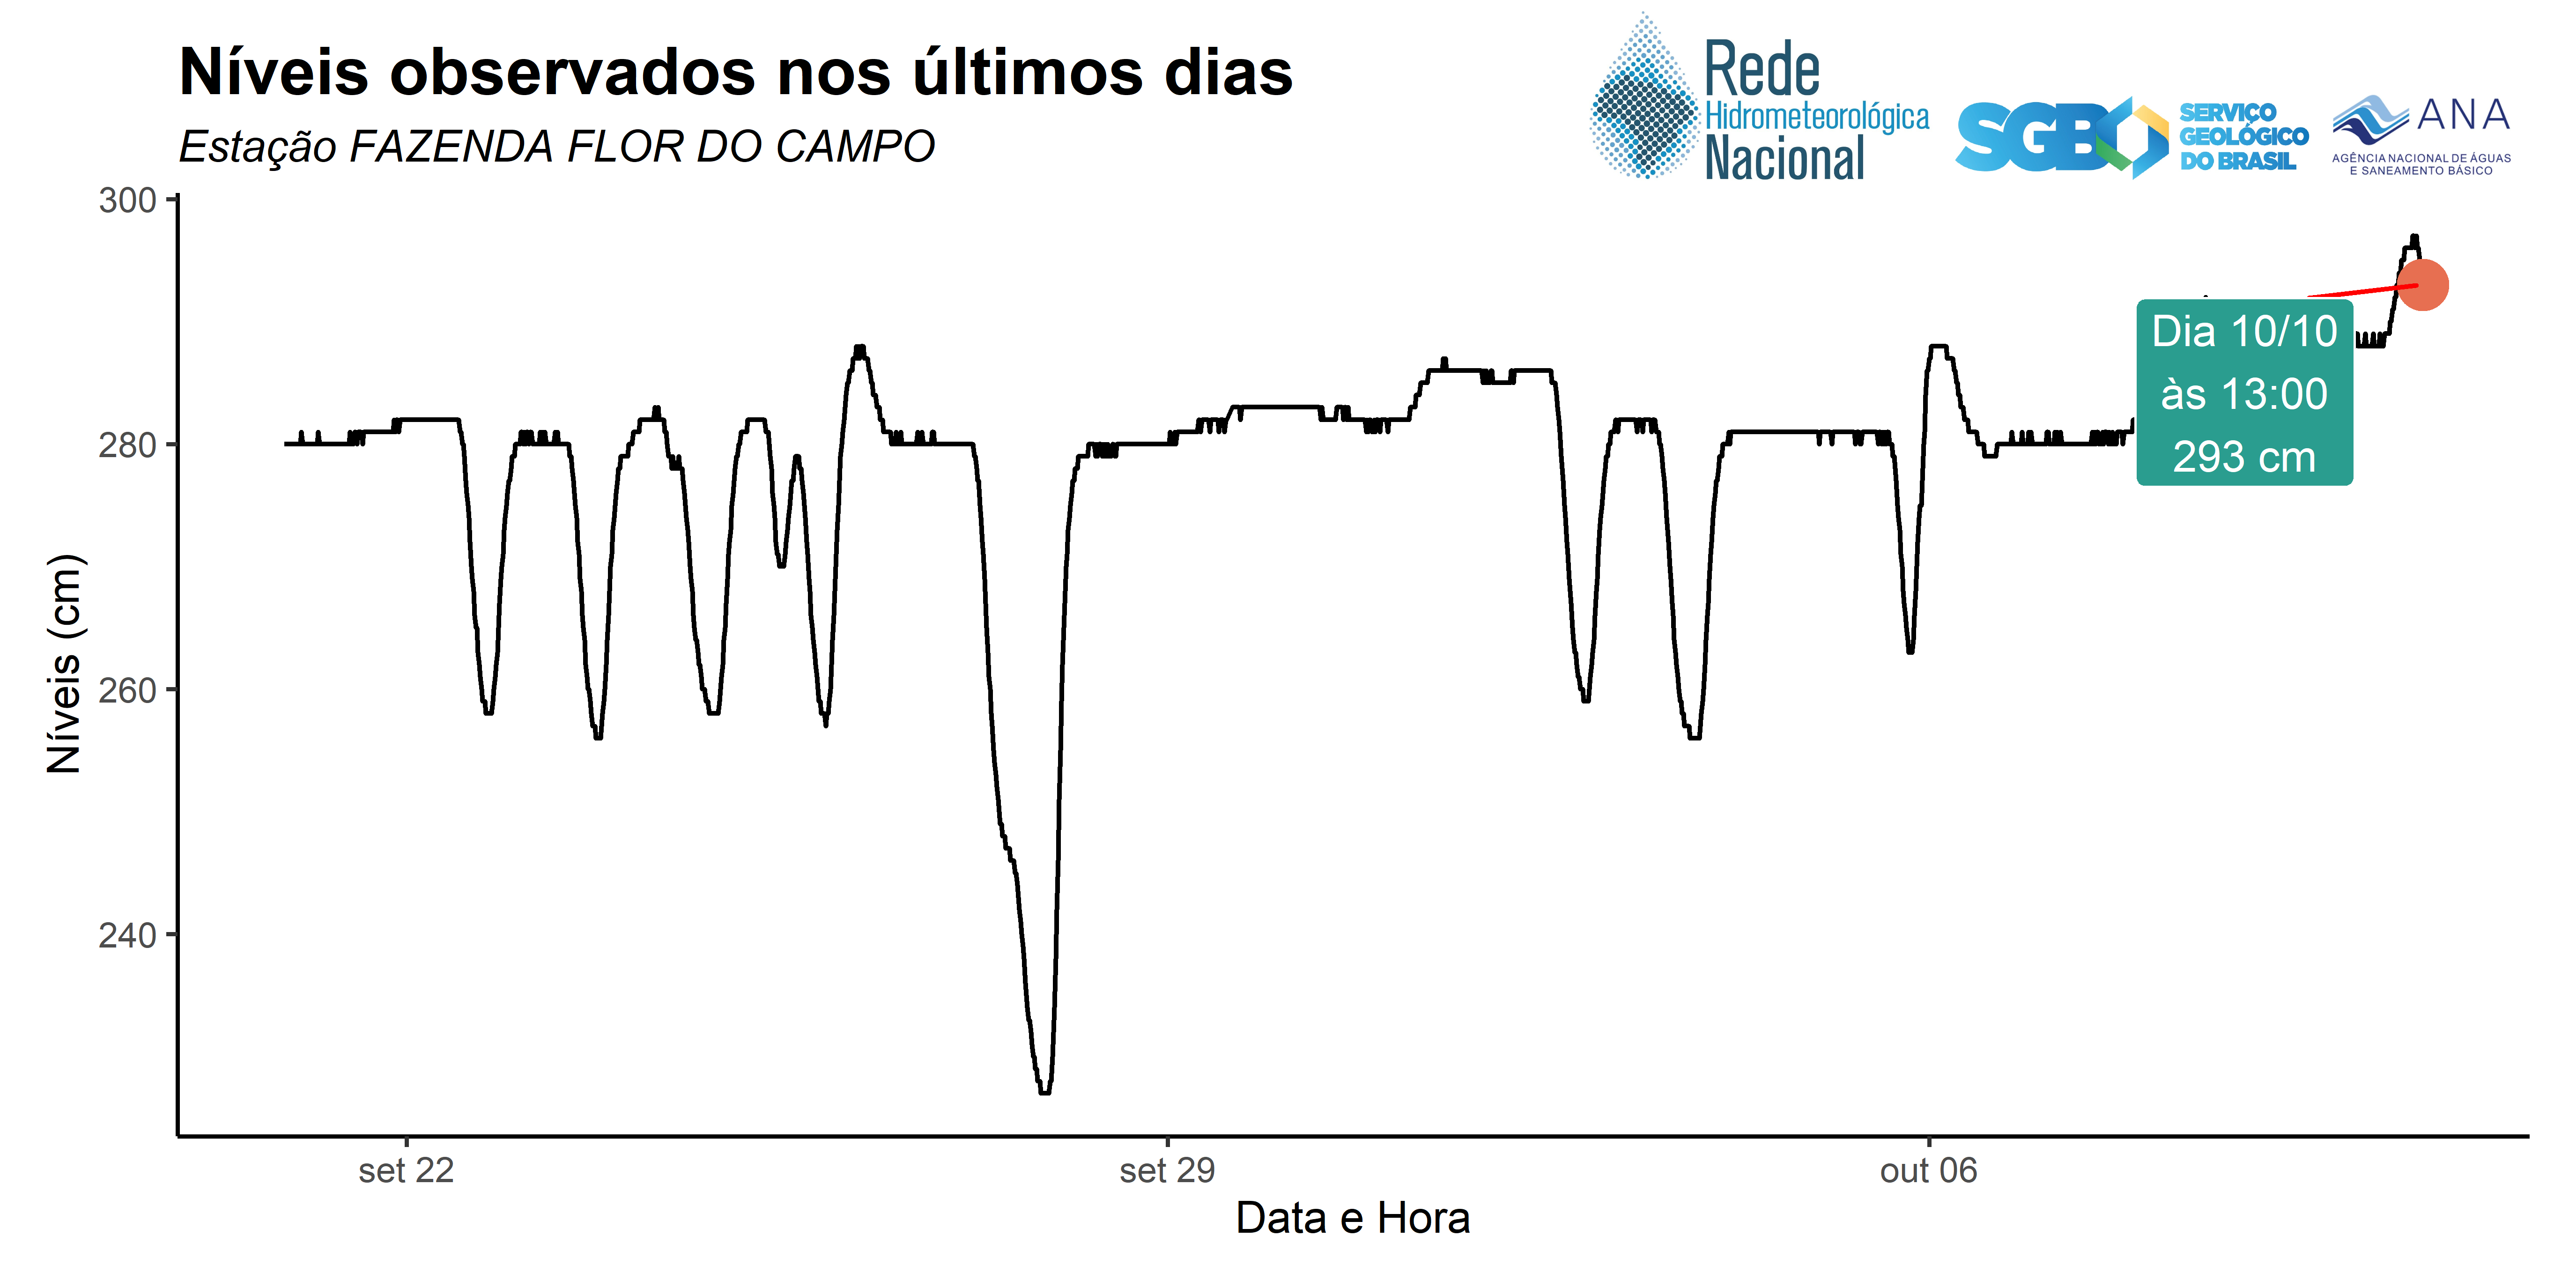 Níveis observados nos últimos dias
Estação FAZENDA FLOR DO CAMPO
Rede
Hidrometeorológica
Nacional
SGB
SERVIÇO
GEOLÓGICO
DO BRASIL
ANA
AGÊNCIA NACIONAL DE ÁGUAS
E SANEAMENTO BÁSICO
300
280
260
240
Níveis (cm)
Dia 10/10
às 13:00
293 cm
set 22
set 29
out 06
Data e Hora